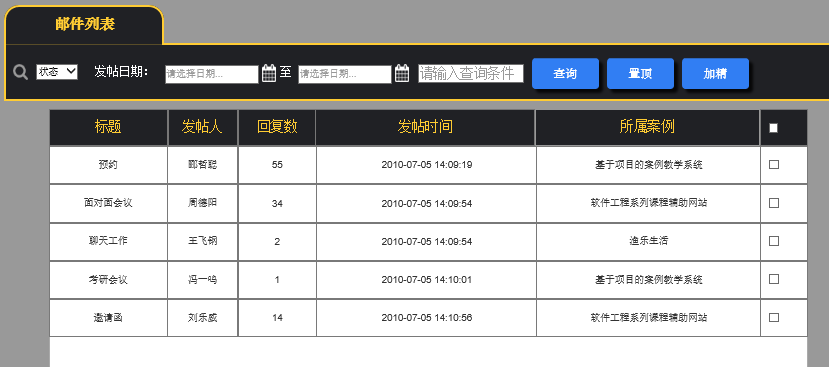 邮件列表
状态 发帖日期： 请选择日期... 至 请选择日期... 请输入查询条件 查询 置顶 加精
标题 发帖人 回复数 发帖时间 所属案例
预约 郦哲聪 55 2010-07-05 14:09:19 基于项目的案例教学系统
面对面会议 周德阳 34 2010-07-05 14:09:54 软件工程系列课程辅助网站
聊天工作 王飞钢 2 2010-07-05 14:09:54 渔乐生活
考研会议 冯一鸣 1 2010-07-05 14:10:01 基于项目的案例教学系统
邀请函 刘乐威 14 2010-07-05 14:10:56 软件工程系列课程辅助网站